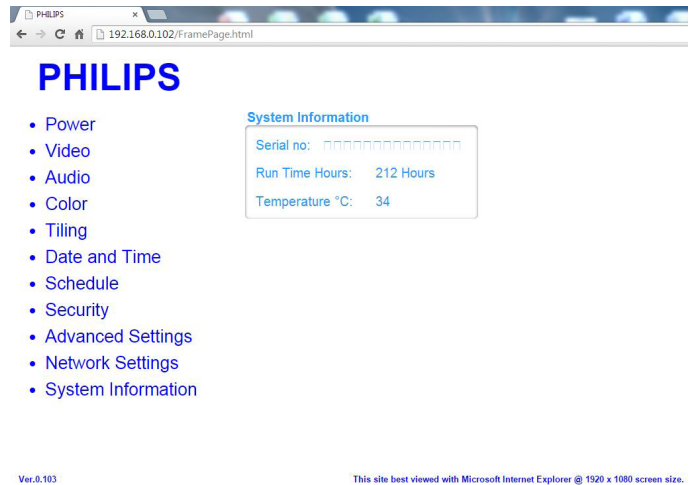 PHILIPS
192.168.0.102/FramePage.html
PHILIPS
Power
Video
Audio
Color
Tiling
Date and Time
Schedule
Security
Advanced Settings
Network Settings
System Information
System Information
Serial no:
Run Time Hours: 212 Hours
Temperature °C: 34
Ver.0.103
This site best viewed with Microsoft Internet Explorer @ 1920 x 1080 screen size.